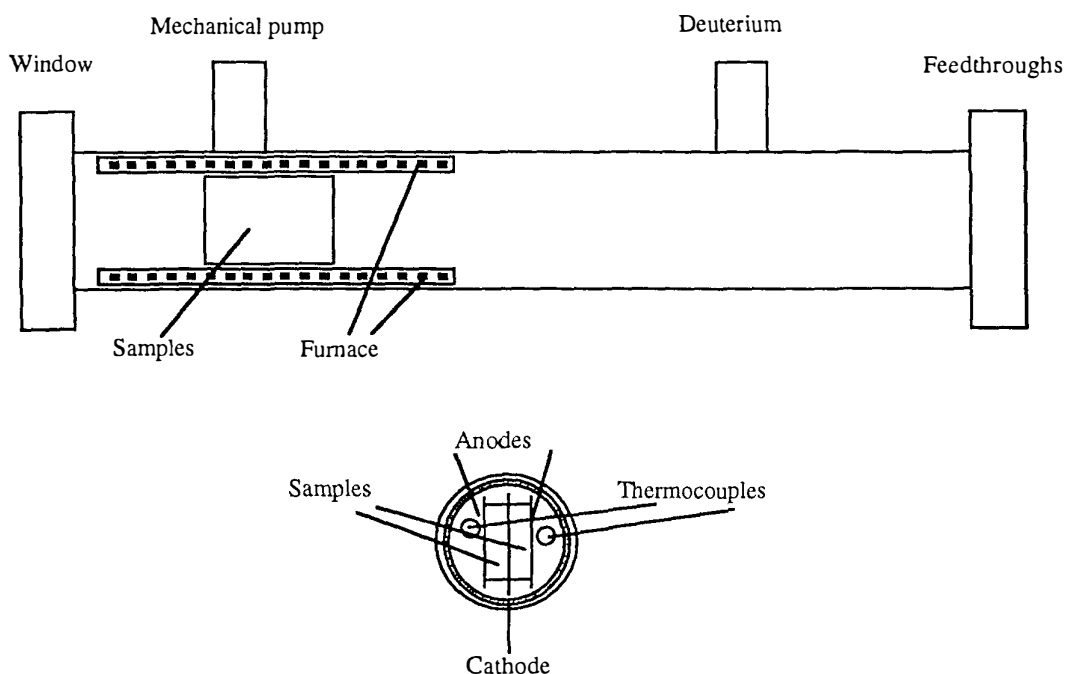 Mechanical pump
Deuterium
Window
Feedthroughs
Samples
Furnace
Anodes
Samples
Thermocouples
Cathode